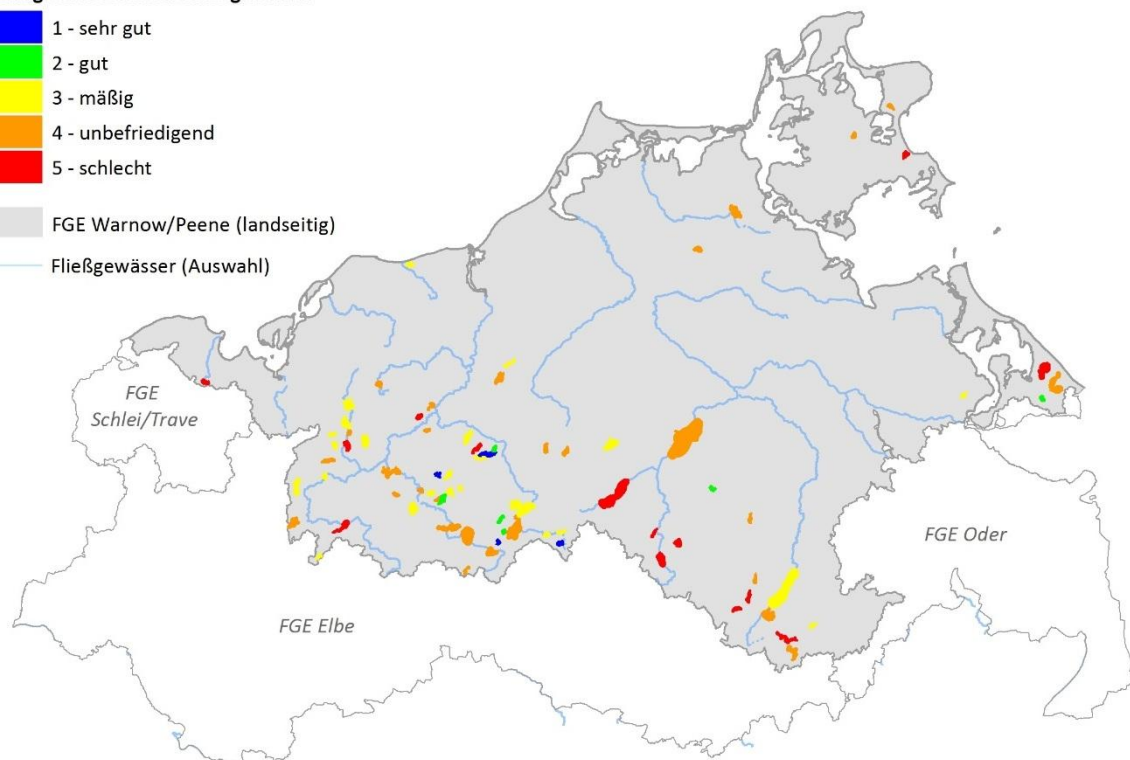 1 - sehr gut
2 - gut
3 - mäßig
4 - unbefriedigend
5 - schlecht
FGE Warnow/Peene (landseitig)
Fließgewässer (Auswahl)
FGE
Schlei/Trave
FGE Oder
FGE Elbe